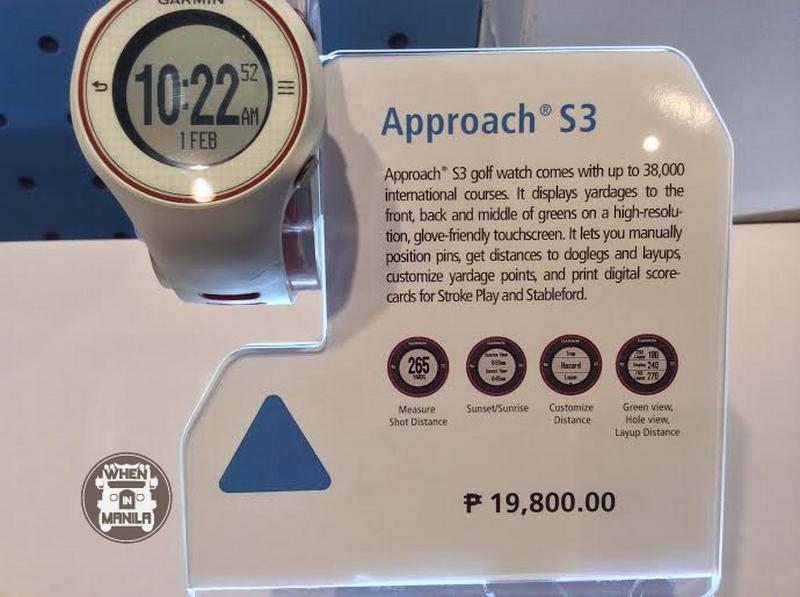 GARMIN
10:22 52
AM
1 FEB
Approach® S3
Approach® S3 golf watch comes with up to 38,000
international courses. It displays yardages to the
front, back and middle of greens on a high-resolu-
tion, glove-friendly touchscreen. It lets you manually
position pins, get distances to doglegs and layups,
customize yardage points, and print digital score-
cards for Stroke Play and Stableford.
265
YARDS
Hazard
180
240
270
Measure
Shot Distance
Sunset/Sunrise
Customize
Distance
Green view,
Hole view,
Layup Distance
₱ 19,800.00
WHEN
IN
MANILA